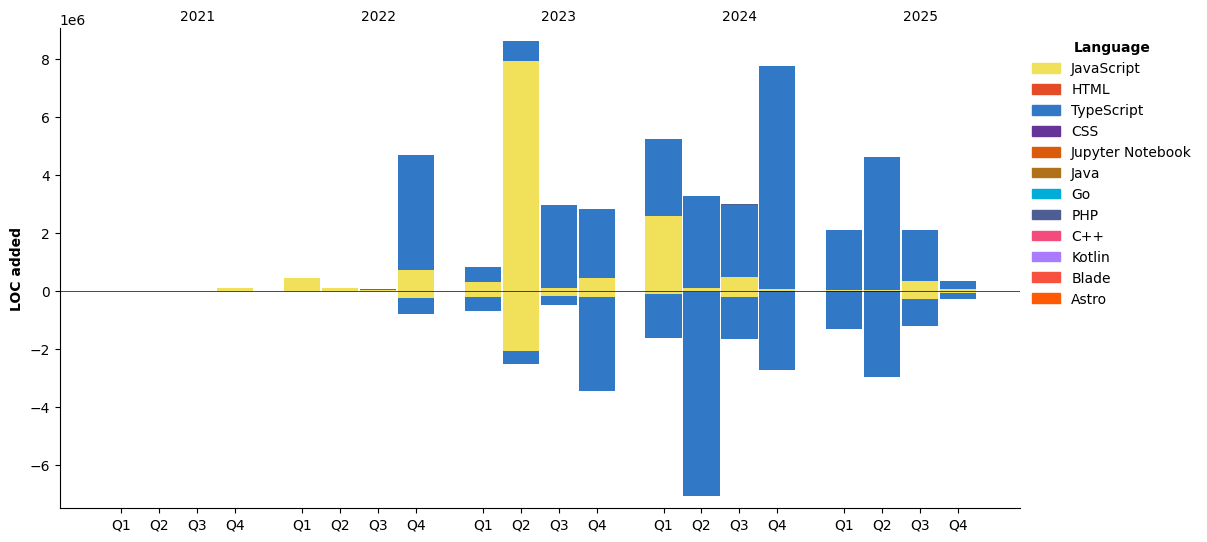 2021 2022 2023 2024 2025
1e6
8
6
4
2
0
−2
−4
−6
LOC added
Q1 Q2 Q3 Q4 Q1 Q2 Q3 Q4 Q1 Q2 Q3 Q4 Q1 Q2 Q3 Q4 Q1 Q2 Q3 Q4
Language
JavaScript
HTML
TypeScript
CSS
Jupyter Notebook
Java
Go
PHP
C++
Kotlin
Blade
Astro